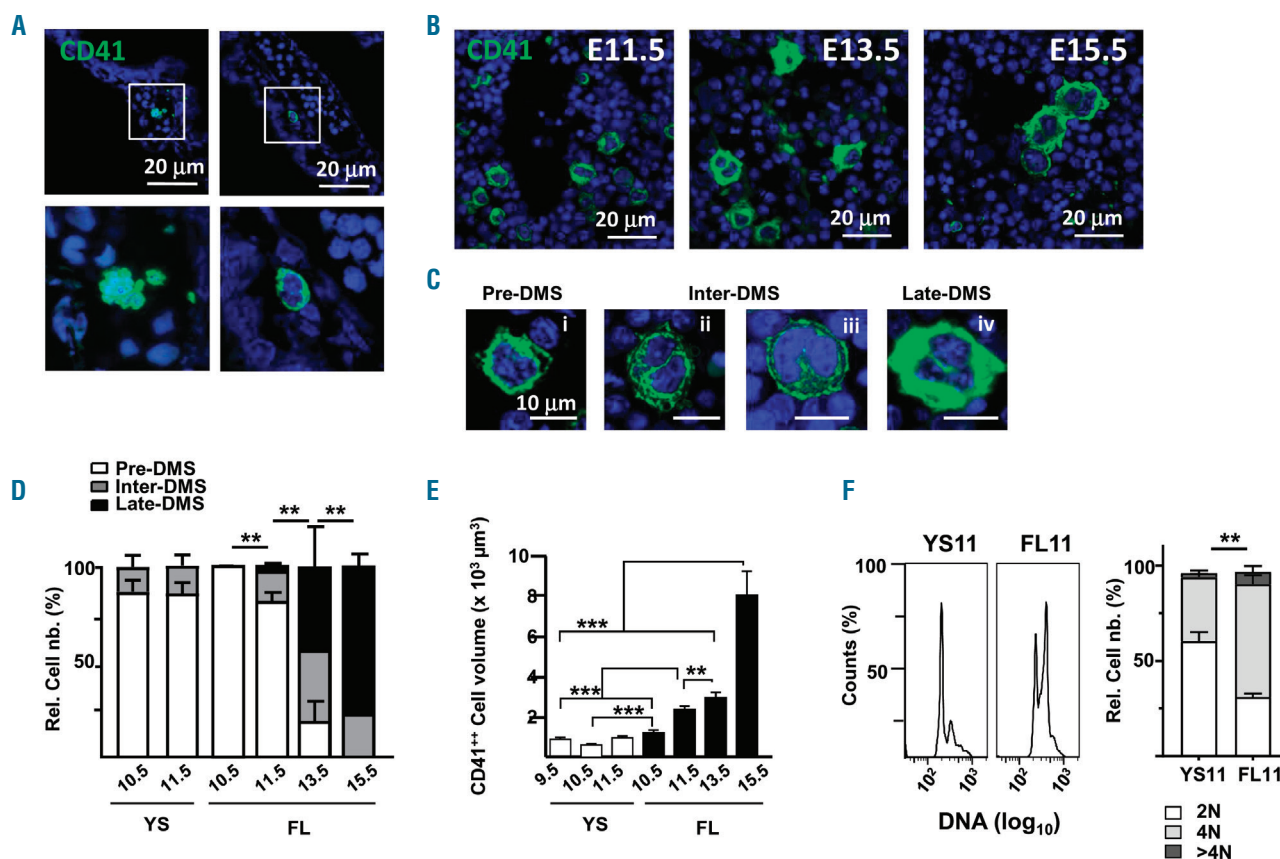 A
CD41
20 μm
20 μm
B
CD41
E11.5
E13.5
E15.5
20 μm
20 μm
20 μm
C
Pre-DMS
Inter-DMS
Late-DMS
i
ii
iii
iv
10 μm
D
Pre-DMS
Inter-DMS
Late-DMS
Rel. Cell nb. (%)
100
50
**
**
**
10.5
11.5
10.5
11.5
13.5
15.5
YS
FL
E
CD41⁺⁺ Cell volume (x 10³ μm³)
10
8
6
4
2
***
***
***
**
9.5
10.5
11.5
10.5
11.5
13.5
15.5
YS
FL
F
YS11
FL11
Counts (%)
100
50
10²
10³
10²
10³
DNA (log₁₀)
**
Rel. Cell nb. (%)
100
50
YS11
FL11
2N
4N
>4N